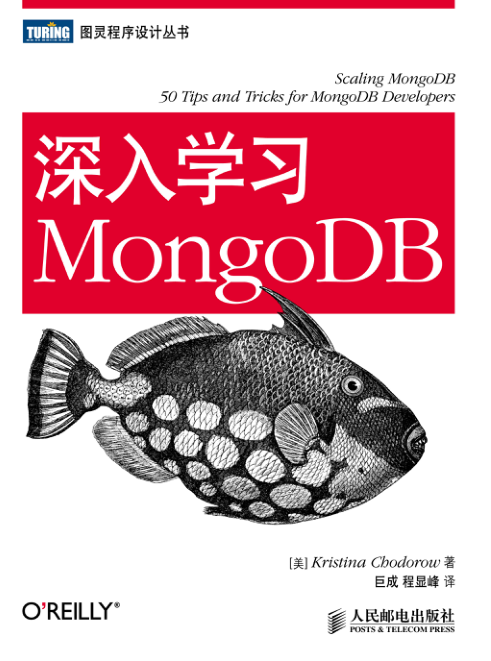 TURING 图灵程序设计丛书
Scaling MongoDB
50 Tips and Tricks for MongoDB Developers
深入学习
MongoDB
[美] Kristina Chodorow 著
巨成 程显峰 译
O'REILLY®
人民邮电出版社
POSTS & TELECOM PRESS